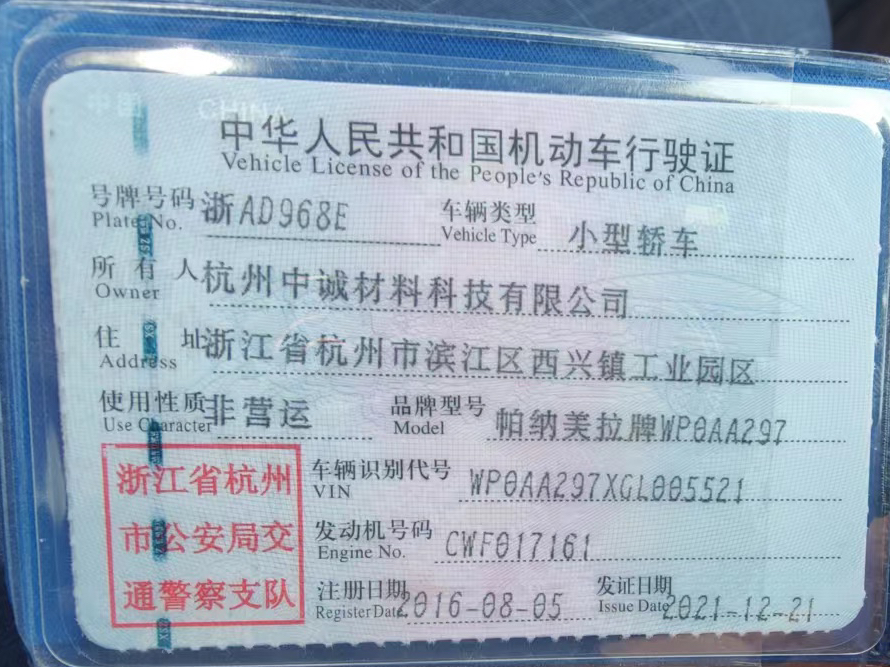 中国 CHINA
中华人民共和国机动车行驶证
Vehicle License of the People's Republic of China
号牌号码 浙AD968E 车辆类型 小型轿车
Plate No. Vehicle Type
所有人 杭州中诚材料科技有限公司
Owner
住址 浙江省杭州市滨江区西兴镇工业园区
Address
使用性质 非营运 品牌型号 帕纳美拉牌WP0AA297
Use Character Model
浙江省杭州
市公安局交
通警察支队
车辆识别代号 WP0AA297XGL005521
VIN
发动机号码 CWF017161
Engine No.
注册日期 2016-08-05 发证日期 2021-12-21
Register Date Issue Date